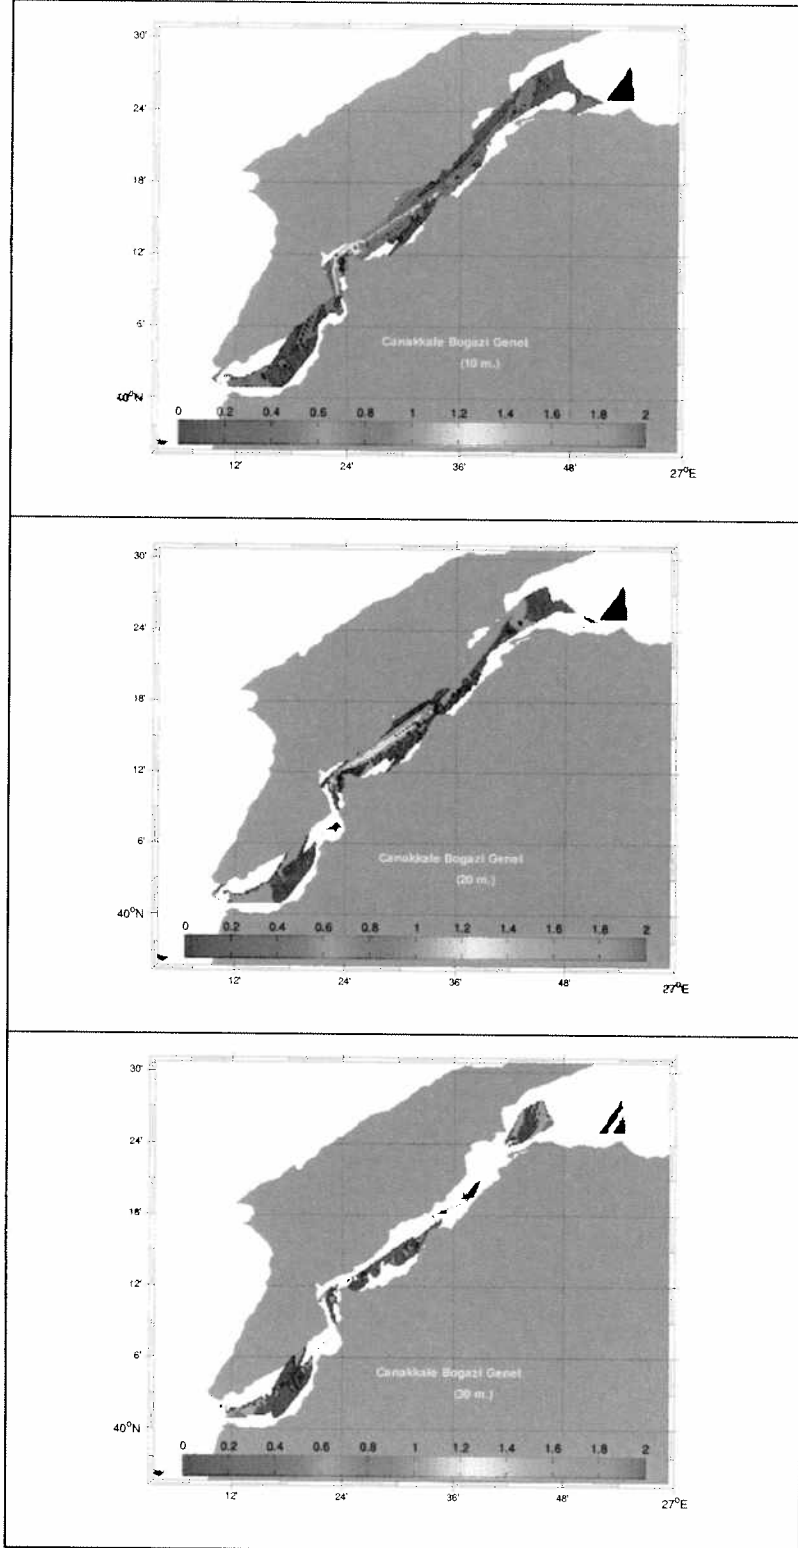 30'
24'
18'
12'
6'
Canakkale Bogazi Genel
(10 m.)
40°N
0 0.2 0.4 0.6 0.8 1 1.2 1.4 1.6 1.8 2
12' 24' 36' 48' 27°E
30'
24'
18'
12'
6'
Canakkale Bogazi Genel
(20 m.)
40°N
0 0.2 0.4 0.6 0.8 1 1.2 1.4 1.6 1.8 2
12' 24' 36' 48' 27°E
30'
24'
18'
12'
6'
Canakkale Bogazi Genel
(30 m.)
40°N
0 0.2 0.4 0.6 0.8 1 1.2 1.4 1.6 1.8 2
12' 24' 36' 48' 27°E